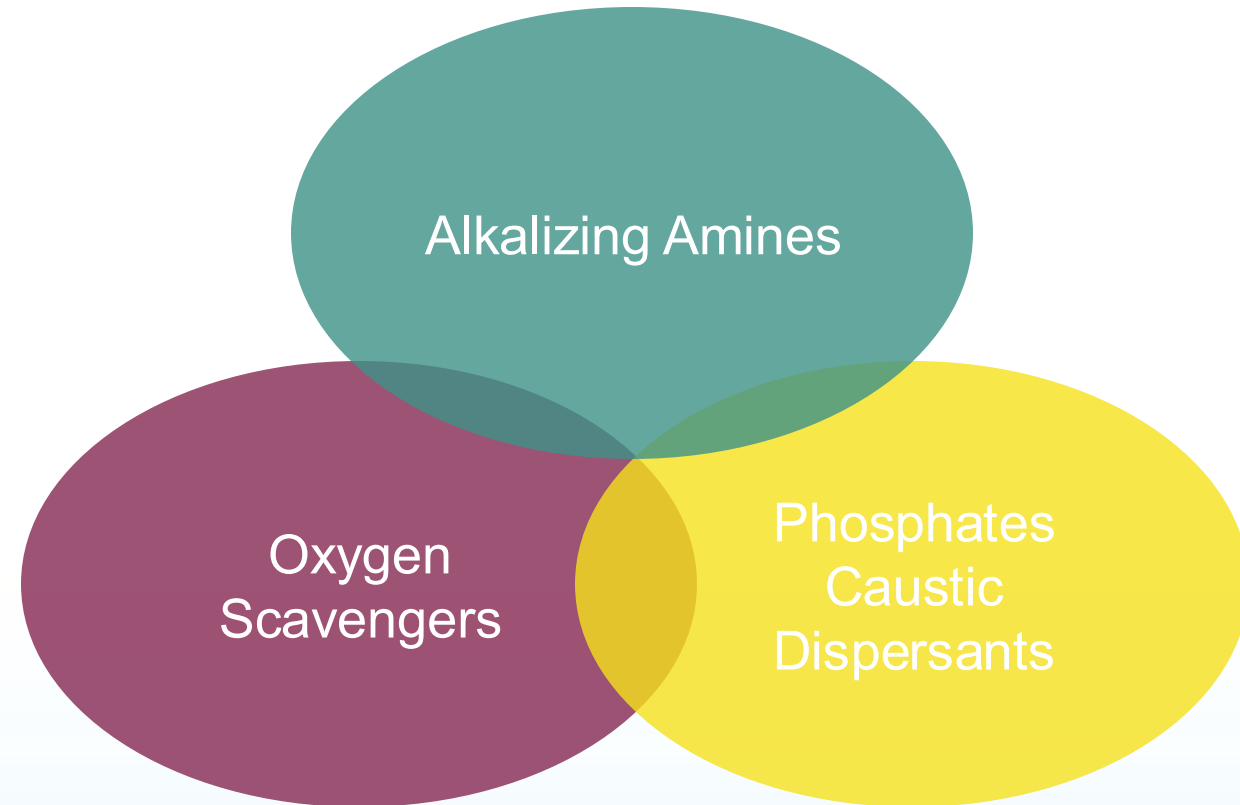 Alkalizing Amines
Oxygen
Scavengers
Phosphates
Caustic
Dispersants